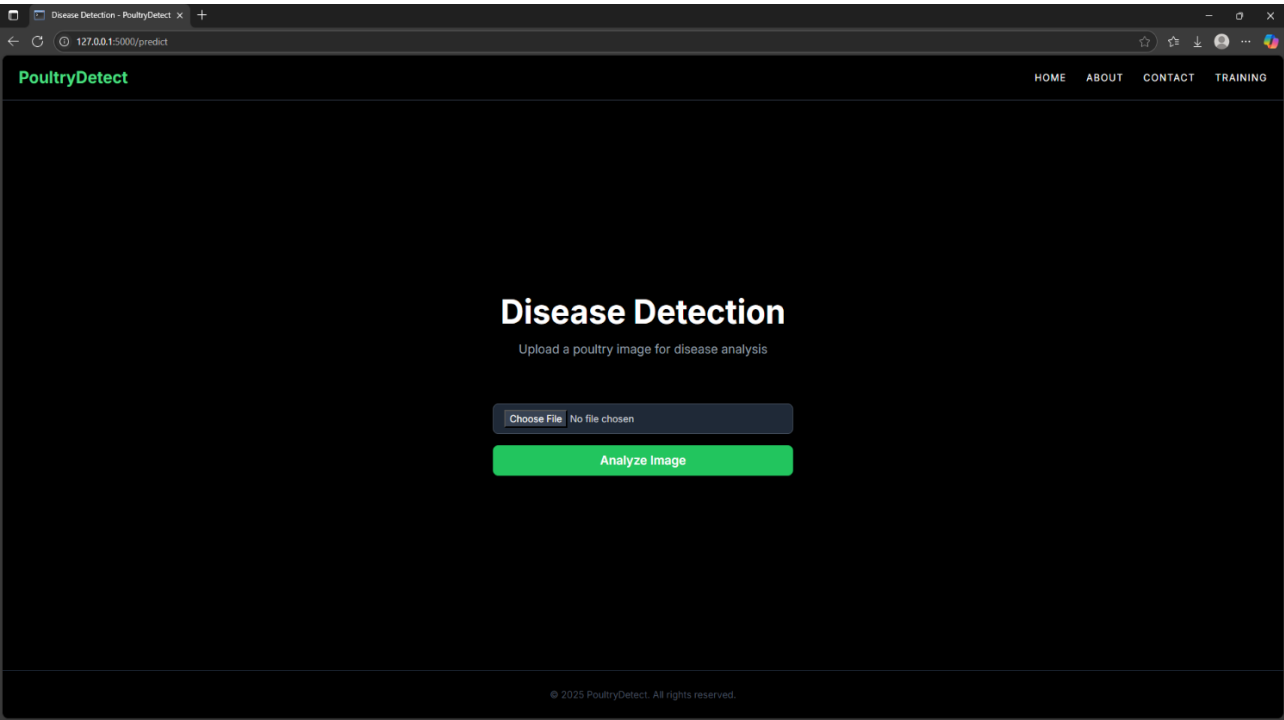 Disease Detection - PoultryDetect
127.0.0.1:5000/predict
PoultryDetect
HOME ABOUT CONTACT TRAINING
Disease Detection
Upload a poultry image for disease analysis
Choose File No file chosen
Analyze Image
© 2025 PoultryDetect. All rights reserved.